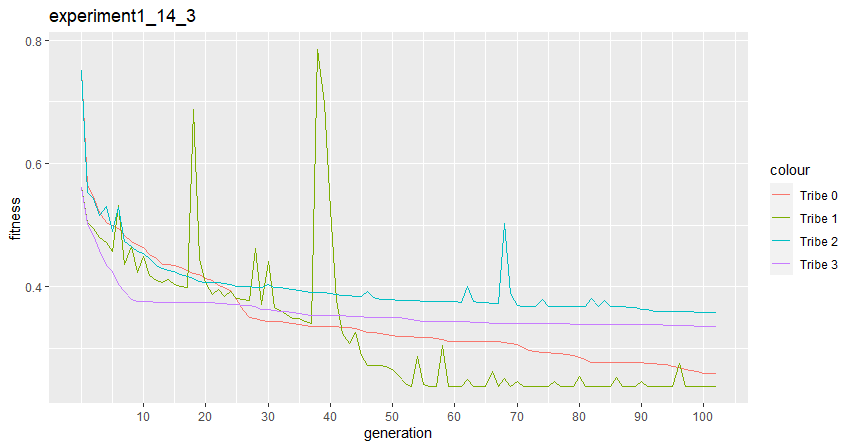 experiment1_14_3
0.8
0.6
0.4
fitness
10 20 30 40 50 60 70 80 90 100
generation
colour
Tribe 0
Tribe 1
Tribe 2
Tribe 3